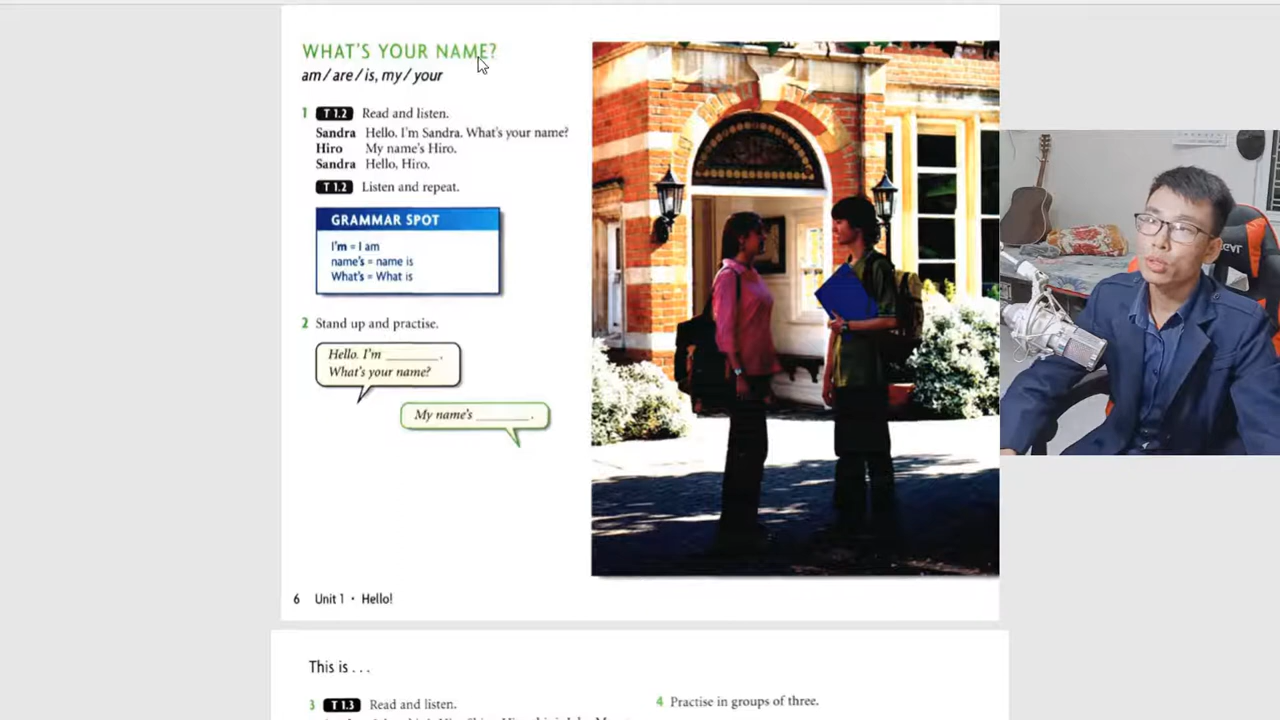 WHAT'S YOUR NAME?
am / are / is, my / your
1 T 1.2 Read and listen.
Sandra Hello. I'm Sandra. What's your name?
Hiro My name's Hiro.
Sandra Hello, Hiro.
T 1.2 Listen and repeat.
GRAMMAR SPOT
I'm = I am
name's = name is
What's = What is
2 Stand up and practise.
Hello. I'm ________.
What's your name?
My name's ________.
6 Unit 1 · Hello!
This is . . .
3 T 1.3 Read and listen.
4 Practise in groups of three.